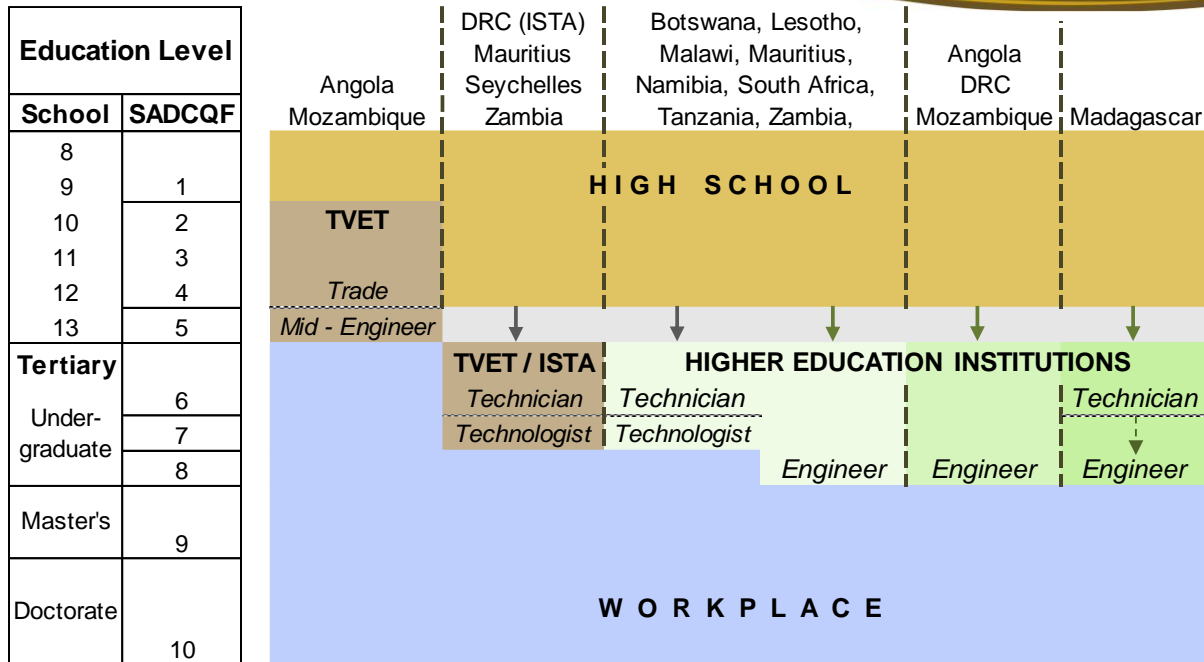 Education Level
School SADCQF
Angola
Mozambique
DRC (ISTA)
Mauritius
Seychelles
Zambia
Botswana, Lesotho,
Malawi, Mauritius,
Namibia, South Africa,
Tanzania, Zambia,
Angola
DRC
Mozambique
Madagascar
8
9 1
10 2
11 3
12 4
13 5
HIGH SCHOOL
TVET
Trade
Mid - Engineer
Tertiary
Under-
graduate
6
7
8
TVET / ISTA
Technician
Technologist
HIGHER EDUCATION INSTITUTIONS
Technician
Technologist
Engineer
Engineer
Technician
Engineer
Master's
9
Doctorate
10
WORKPLACE